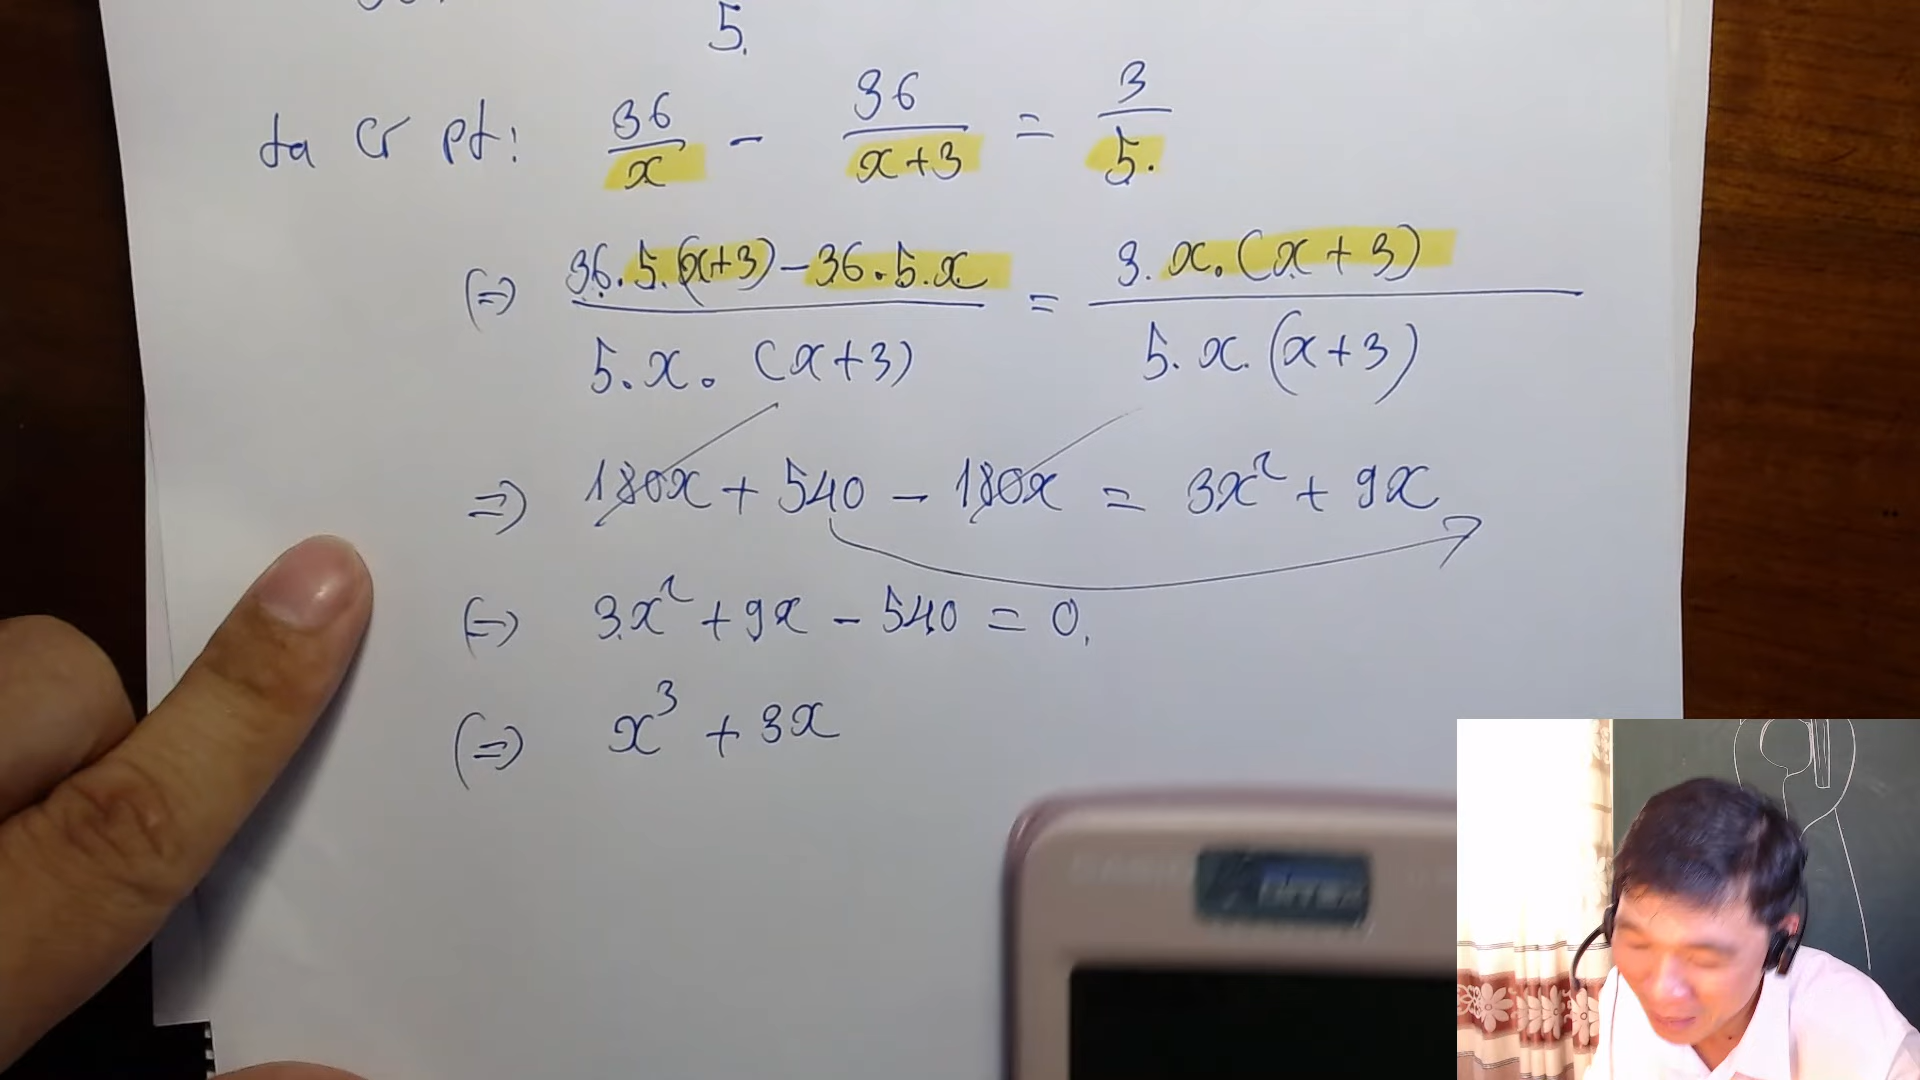 5.
ta có pt: 36/x - 36/(x+3) = 3/5.
(=) (36.5.(x+3) - 36.5.x)/(5.x.(x+3)) = (3.x.(x+3))/(5.x.(x+3))
=> 180x + 540 - 180x = 3x² + 9x
(=) 3x² + 9x - 540 = 0.
(=) x³ + 3x